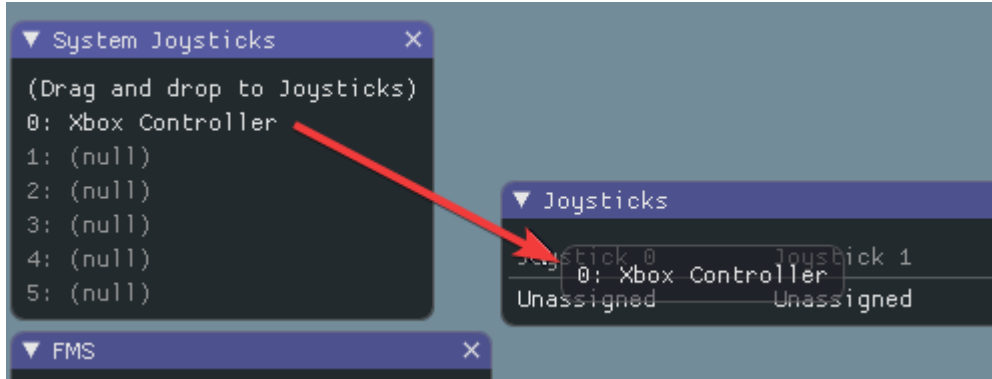 System Joysticks
(Drag and drop to Joysticks)
0: Xbox Controller
1: (null)
2: (null)
3: (null)
4: (null)
5: (null)
FMS
Joysticks
Joystick 0 Joystick 1
0: Xbox Controller
Unassigned Unassigned